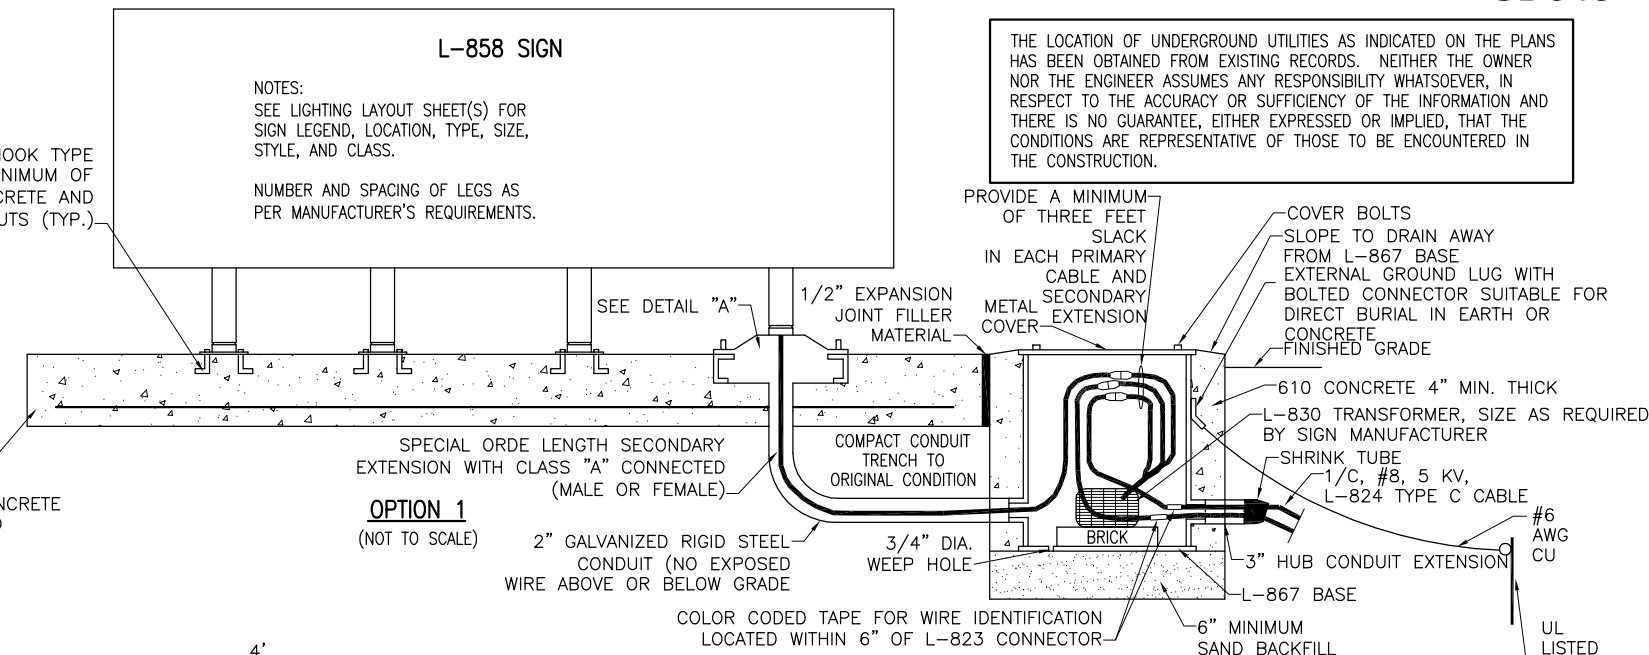 L-858 SIGN
NOTES:
SEE LIGHTING LAYOUT SHEET(S) FOR
SIGN LEGEND, LOCATION, TYPE, SIZE,
STYLE, AND CLASS.
NUMBER AND SPACING OF LEGS AS
PER MANUFACTURER'S REQUIREMENTS.
THE LOCATION OF UNDERGROUND UTILITIES AS INDICATED ON THE PLANS
HAS BEEN OBTAINED FROM EXISTING RECORDS. NEITHER THE OWNER
NOR THE ENGINEER ASSUMES ANY RESPONSIBILITY WHATSOEVER, IN
RESPECT TO THE ACCURACY OR SUFFICIENCY OF THE INFORMATION AND
THERE IS NO GUARANTEE, EITHER EXPRESSED OR IMPLIED, THAT THE
CONDITIONS ARE REPRESENTATIVE OF THOSE TO BE ENCOUNTERED IN
THE CONSTRUCTION.
TYPE
OF
AND
(TYP.)
SEE DETAIL "A"
1/2" EXPANSION
JOINT FILLER
MATERIAL
PROVIDE A MINIMUM
OF THREE FEET
SLACK
IN EACH PRIMARY
CABLE AND
SECONDARY
EXTENSION
METAL
COVER
COVER BOLTS
SLOPE TO DRAIN AWAY
FROM L-867 BASE
EXTERNAL GROUND LUG WITH
BOLTED CONNECTOR SUITABLE FOR
DIRECT BURIAL IN EARTH OR
CONCRETE
FINISHED GRADE
610 CONCRETE 4" MIN. THICK
L-830 TRANSFORMER, SIZE AS REQUIRED
BY SIGN MANUFACTURER
SHRINK TUBE
1/C, #8, 5 KV,
L-824 TYPE C CABLE
#6
AWG
CU
3" HUB CONDUIT EXTENSION
L-867 BASE
6" MINIMUM
SAND BACKFILL
UL
LISTED
SPECIAL ORDE LENGTH SECONDARY
EXTENSION WITH CLASS "A" CONNECTED
(MALE OR FEMALE)
COMPACT CONDUIT
TRENCH TO
ORIGINAL CONDITION
OPTION 1
(NOT TO SCALE)
2" GALVANIZED RIGID STEEL
CONDUIT (NO EXPOSED
WIRE ABOVE OR BELOW GRADE
3/4" DIA.
WEEP HOLE
BRICK
COLOR CODED TAPE FOR WIRE IDENTIFICATION
LOCATED WITHIN 6" OF L-823 CONNECTOR
4'